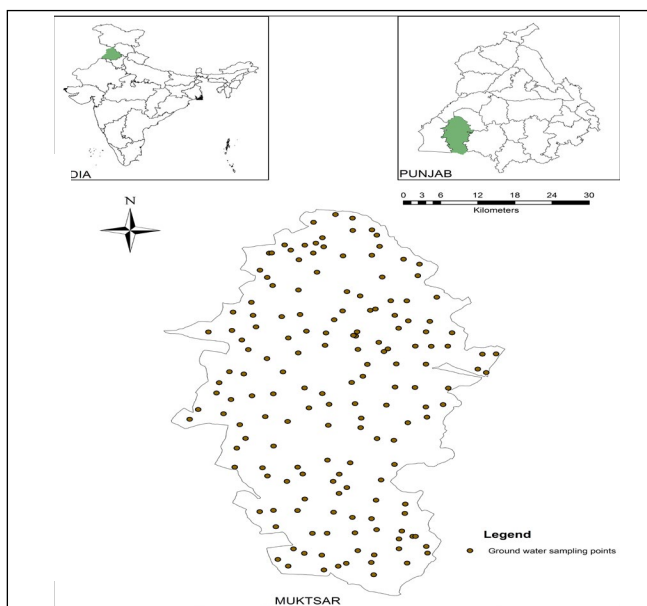 DIA
PUNJAB
0 3 6 12 18 24 30
Kilometers
N
Legend
Ground water sampling points
MUKTSAR